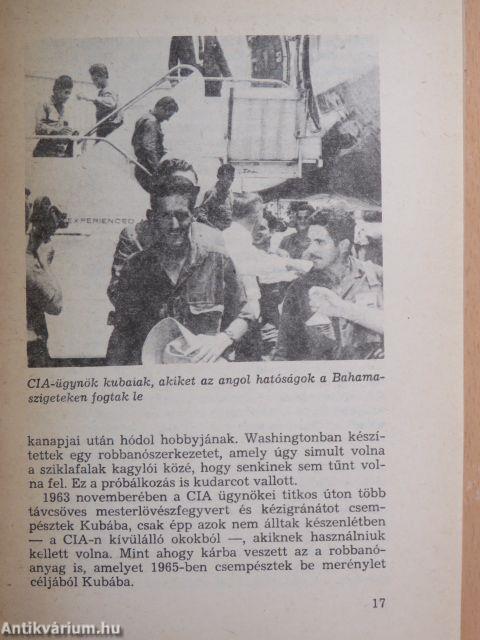 EXPERIENCED
CIA-ügynök kubaiak, akiket az angol hatóságok a Bahama-
szigeteken fogtak le
kanapjai után hódol hobbyjának. Washingtonban készí-
tettek egy robbanószerkezetet, amely úgy simult volna
a sziklafalak kagylói közé, hogy senkinek sem tűnt vol-
na fel. Ez a próbálkozás is kudarcot vallott.
1963 novemberében a CIA ügynökei titkos úton több
távcsöves mesterlövészfegyvert és kézigránátot csem-
pésztek Kubába, csak épp azok nem álltak készenlétben
— a CIA-n kívülálló okokból —, akiknek használniuk
kellett volna. Mint ahogy kárba veszett az a robbanó-
anyag is, amelyet 1965-ben csempésztek be merénylet
céljából Kubába.
17
Antikvárium.hu